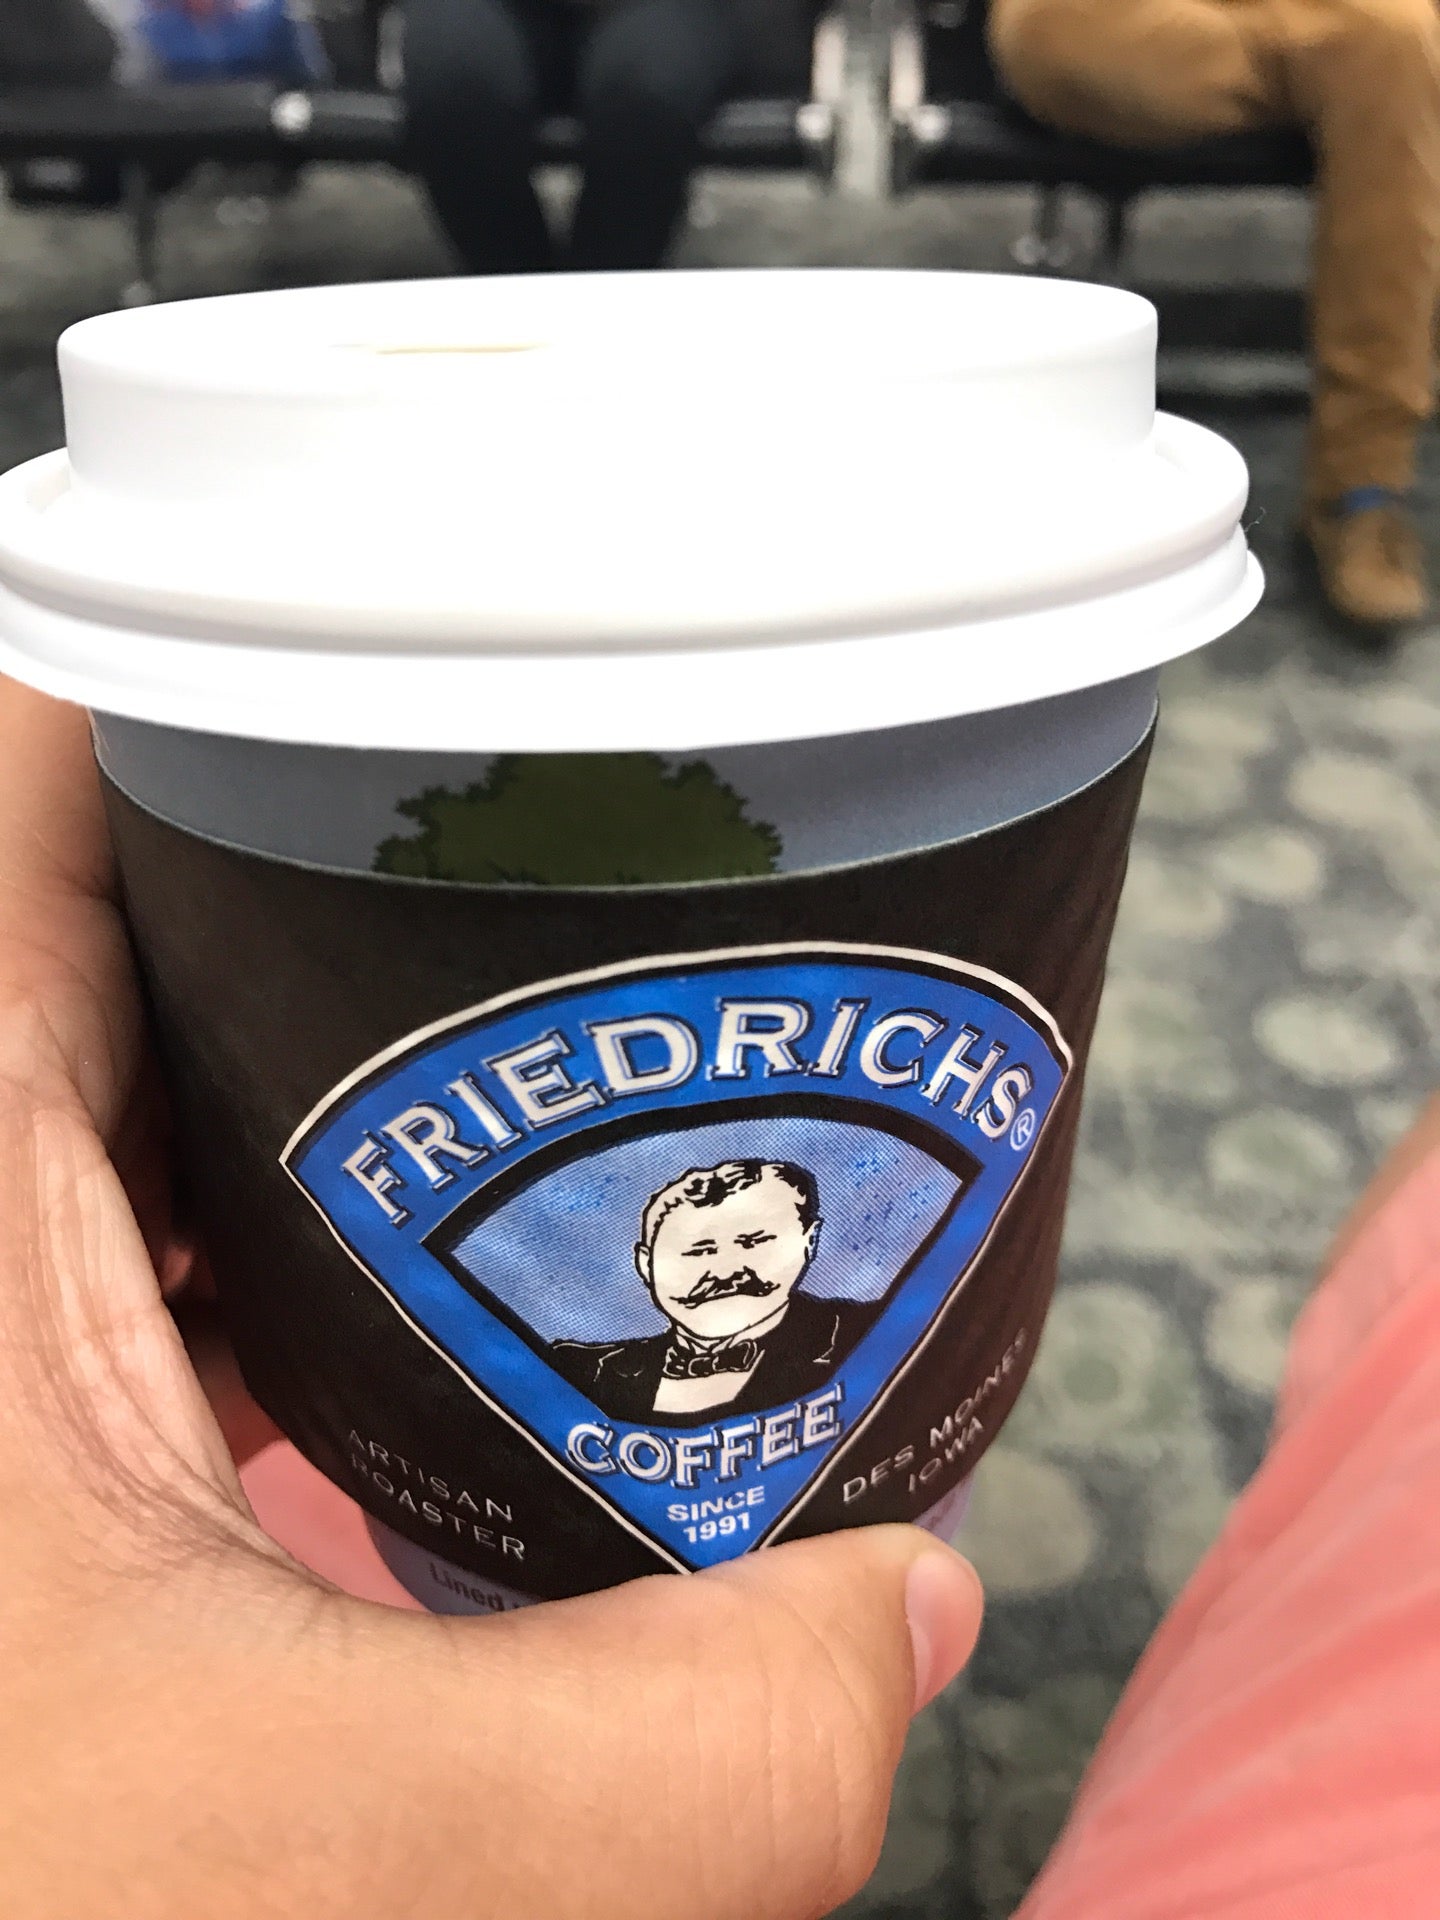 FRIEDRICHS®
COFFEE
SINCE
1991
ARTISAN
ROASTER
DES MOINES
IOWA
Lined